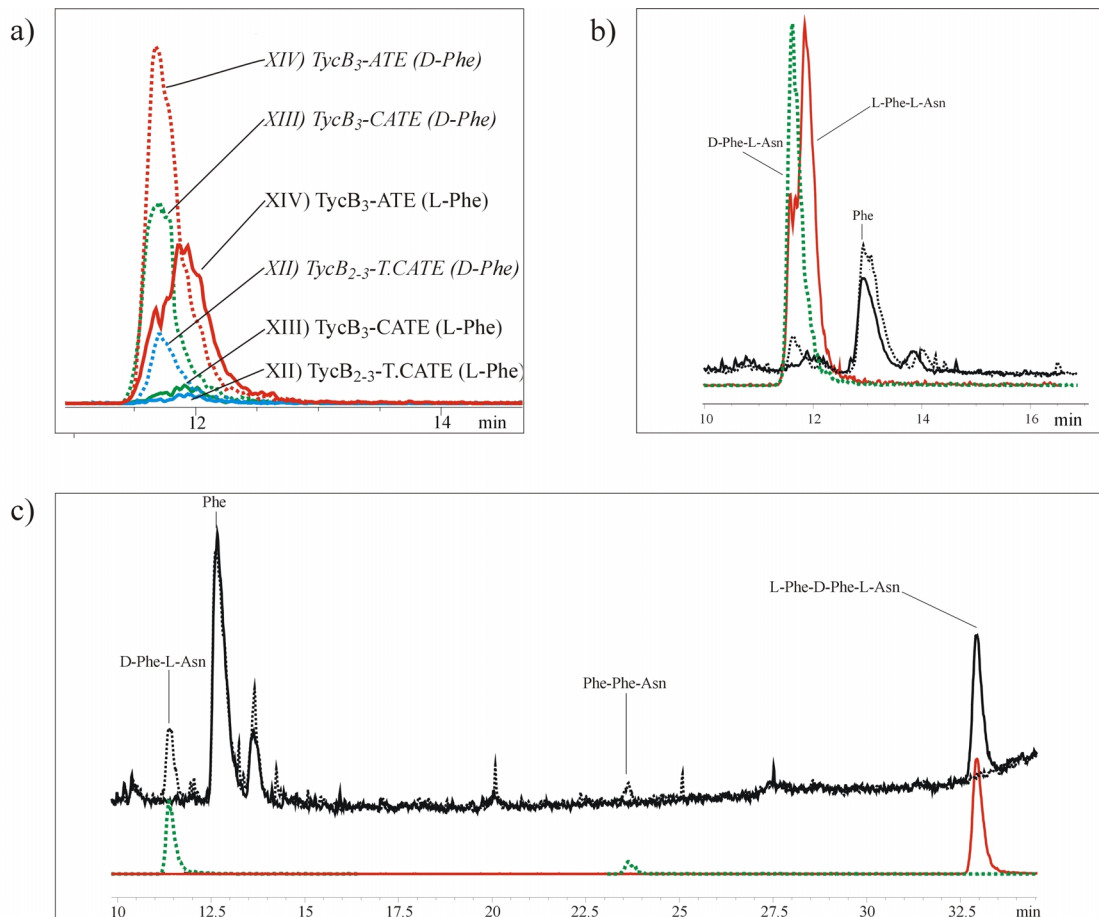 a)
XIV) TycB3-ATE (D-Phe)
XIII) TycB3-CATE (D-Phe)
XIV) TycB3-ATE (L-Phe)
XII) TycB2-3-T.CATE (D-Phe)
XIII) TycB3-CATE (L-Phe)
XII) TycB2-3-T.CATE (L-Phe)
12 14 min
b)
L-Phe-L-Asn
D-Phe-L-Asn
Phe
10 12 14 16 min
c)
Phe
L-Phe-D-Phe-L-Asn
D-Phe-L-Asn
Phe-Phe-Asn
10 12.5 15 17.5 20 22.5 25 27.5 30 32.5 min